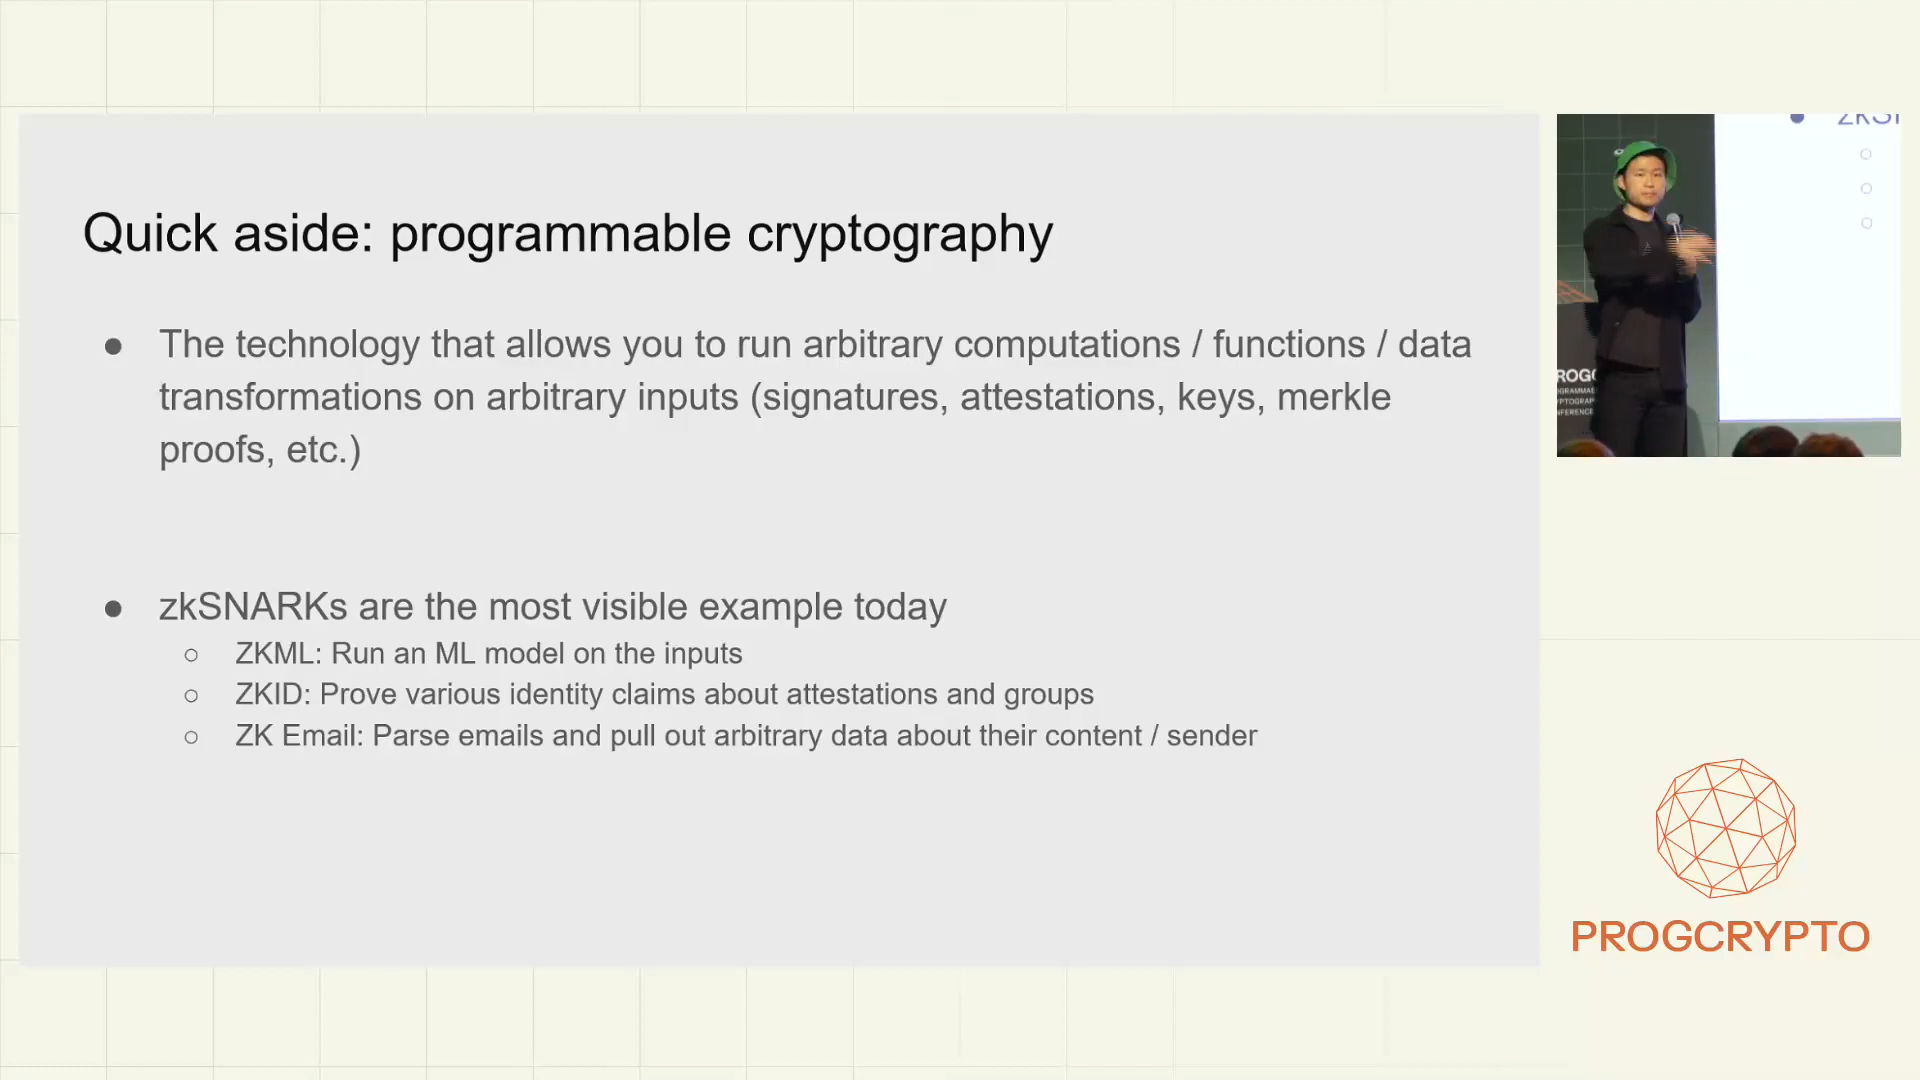 Quick aside: programmable cryptography
● The technology that allows you to run arbitrary computations / functions / data
transformations on arbitrary inputs (signatures, attestations, keys, merkle
proofs, etc.)
● zkSNARKs are the most visible example today
○ ZKML: Run an ML model on the inputs
○ ZKID: Prove various identity claims about attestations and groups
○ ZK Email: Parse emails and pull out arbitrary data about their content / sender
PROGCRYPTO